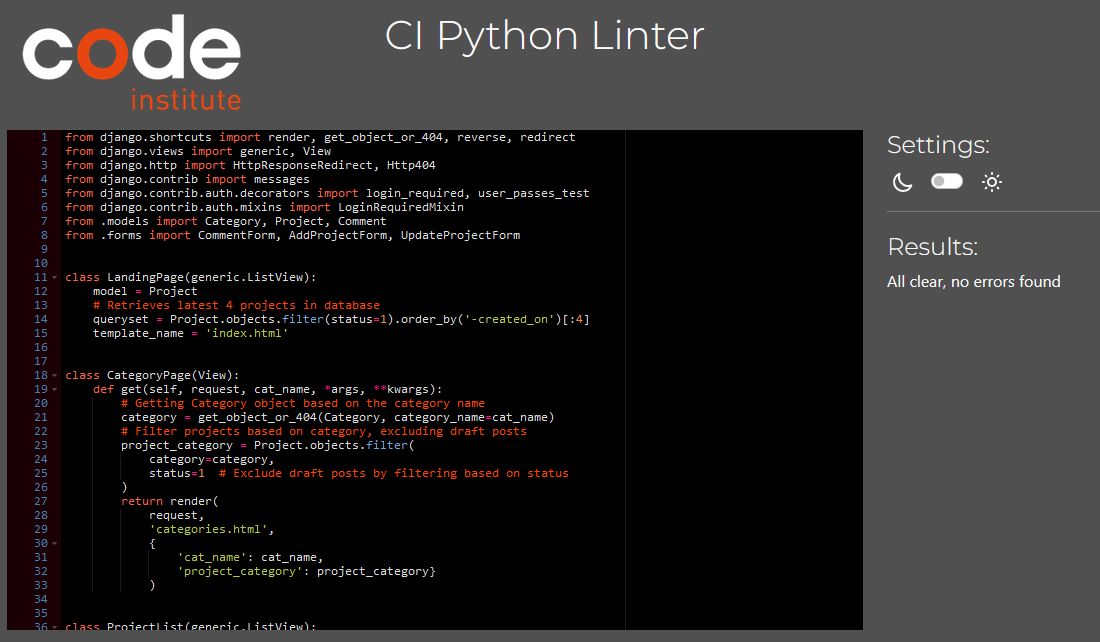 code
institute
CI Python Linter
1 from django.shortcuts import render, get_object_or_404, reverse, redirect
2 from django.views import generic, View
3 from django.http import HttpResponseRedirect, Http404
4 from django.contrib import messages
5 from django.contrib.auth.decorators import login_required, user_passes_test
6 from django.contrib.auth.mixins import LoginRequiredMixin
7 from .models import Category, Project, Comment
8 from .forms import CommentForm, AddProjectForm, UpdateProjectForm
9
10
11 class LandingPage(generic.ListView):
12     model = Project
13     # Retrieves latest 4 projects in database
14     queryset = Project.objects.filter(status=1).order_by('-created_on')[:4]
15     template_name = 'index.html'
16
17
18 class CategoryPage(View):
19     def get(self, request, cat_name, *args, **kwargs):
20         # Getting Category object based on the category name
21         category = get_object_or_404(Category, category_name=cat_name)
22         # Filter projects based on category, excluding draft posts
23         project_category = Project.objects.filter(
24             category=category,
25             status=1  # Exclude draft posts by filtering based on status
26         )
27         return render(
28             request,
29             'categories.html',
30             {
31                 'cat_name': cat_name,
32                 'project_category': project_category}
33             )
34
35
36 class ProjectList(generic.ListView):
Settings:
Results:
All clear, no errors found